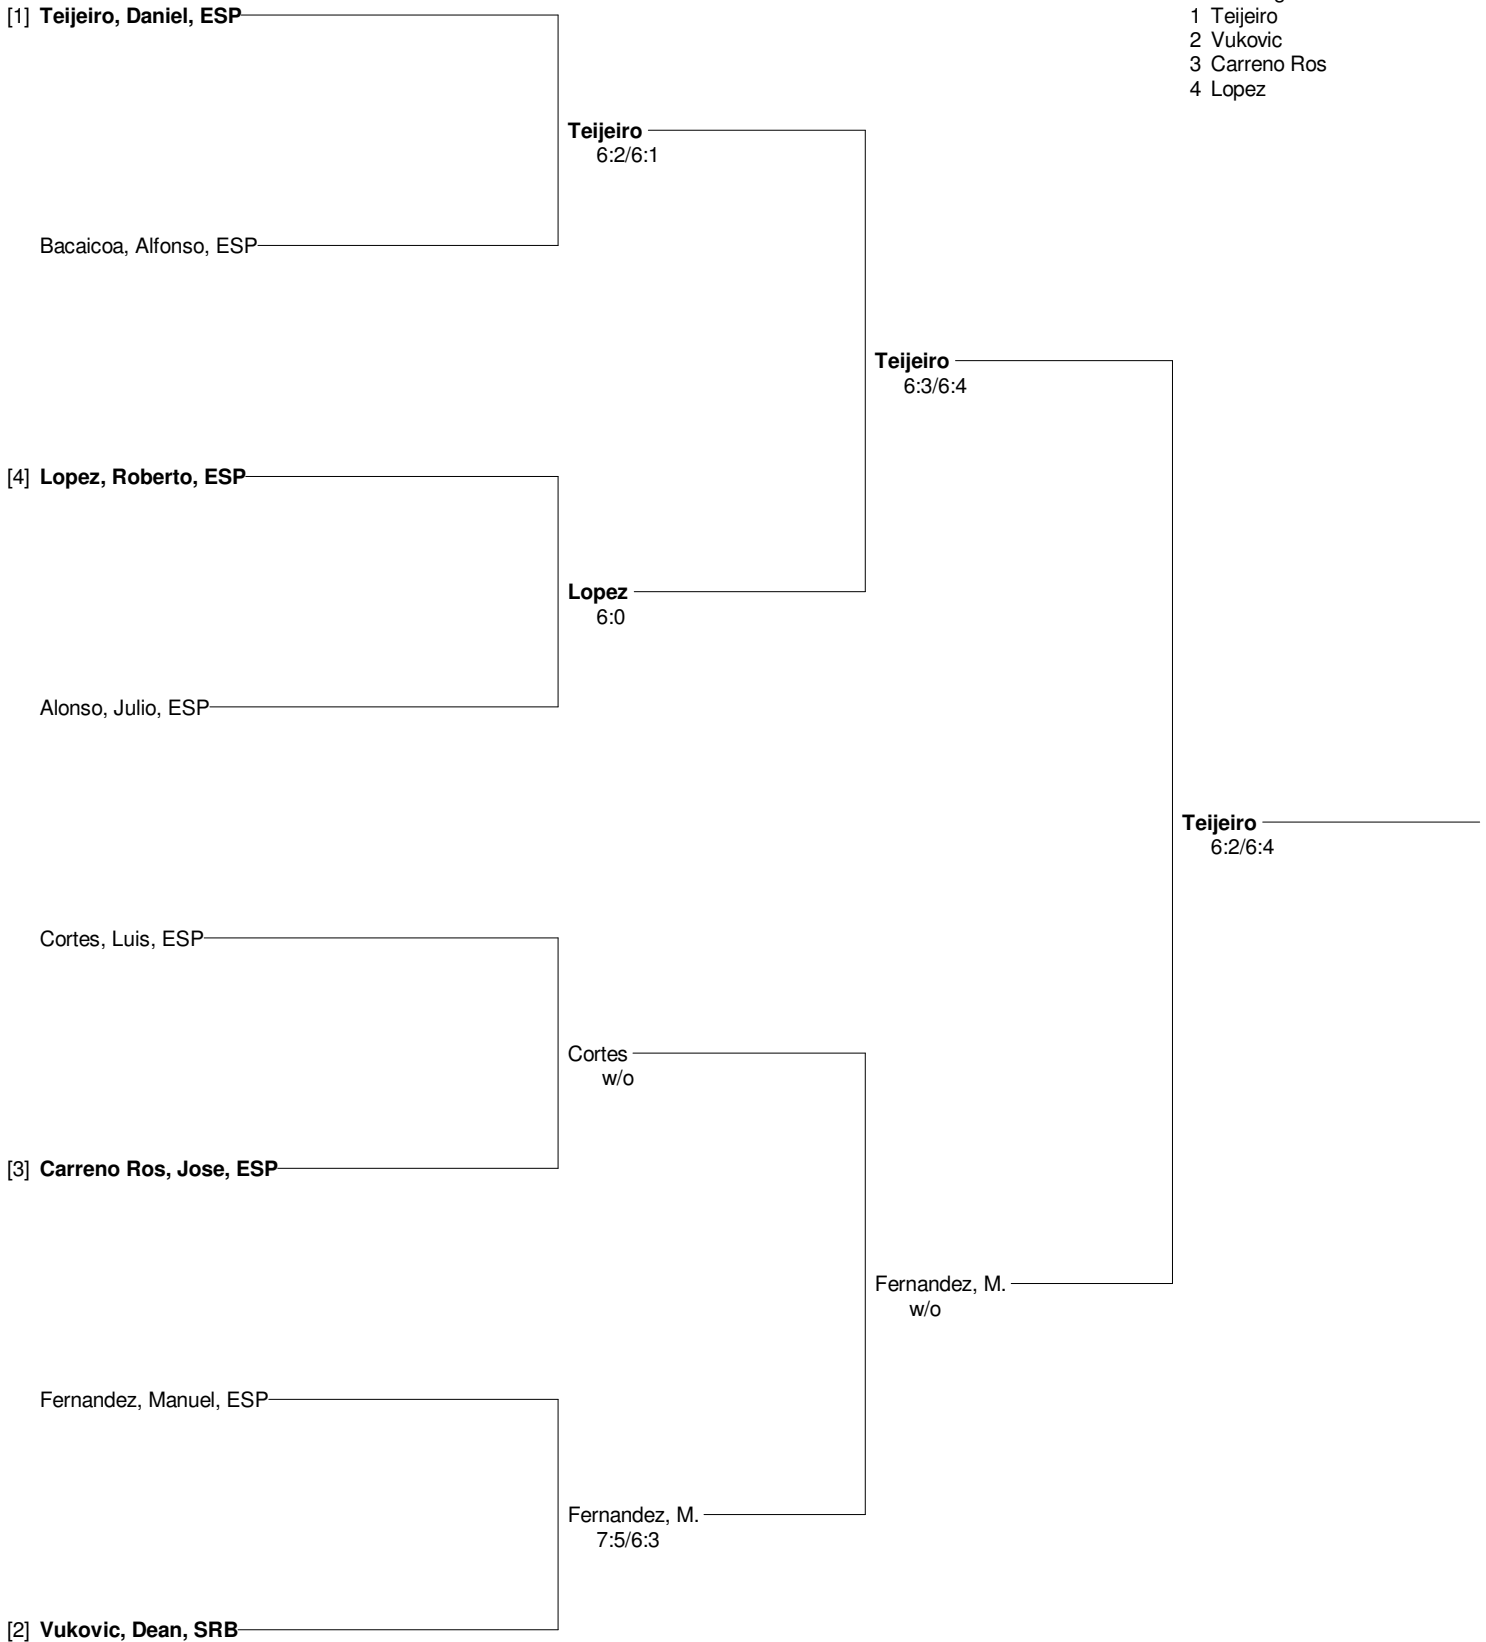 [1] Teijeiro, Daniel, ESP
1 Teijeiro
2 Vukovic
3 Carreno Ros
4 Lopez
Teijeiro
6:2/6:1
Bacaicoa, Alfonso, ESP
Teijeiro
6:3/6:4
[4] Lopez, Roberto, ESP
Lopez
6:0
Alonso, Julio, ESP
Teijeiro
6:2/6:4
Cortes, Luis, ESP
Cortes
w/o
[3] Carreno Ros, Jose, ESP
Fernandez, M.
w/o
Fernandez, Manuel, ESP
Fernandez, M.
7:5/6:3
[2] Vukovic, Dean, SRB